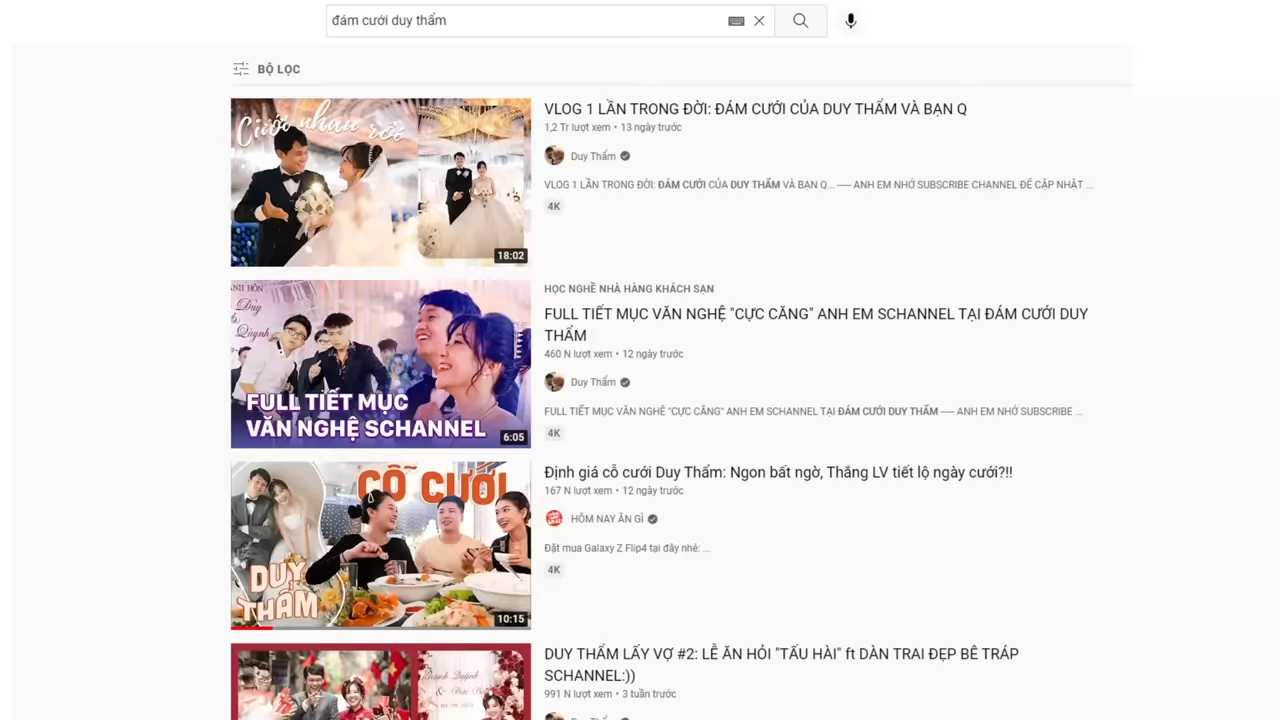 đám cưới duy thẩm
BỘ LỌC
Cưới nhau rồi
18:02
VLOG 1 LẦN TRONG ĐỜI: ĐÁM CƯỚI CỦA DUY THẨM VÀ BẠN Q
1,2 Tr lượt xem • 13 ngày trước
Duy Thẩm
VLOG 1 LẦN TRONG ĐỜI: ĐÁM CƯỚI CỦA DUY THẨM VÀ BẠN Q... ---- ANH EM NHỚ SUBSCRIBE CHANNEL ĐỂ CẬP NHẬT ...
4K
Duy
Quỳnh
FULL TIẾT MỤC
VĂN NGHỆ SCHANNEL
6:05
HỌC NGHỀ NHÀ HÀNG KHÁCH SẠN
FULL TIẾT MỤC VĂN NGHỆ "CỰC CĂNG" ANH EM SCHANNEL TẠI ĐÁM CƯỚI DUY
THẨM
460 N lượt xem • 12 ngày trước
Duy Thẩm
FULL TIẾT MỤC VĂN NGHỆ "CỰC CĂNG" ANH EM SCHANNEL TẠI ĐÁM CƯỚI DUY THẨM ---- ANH EM NHỚ SUBSCRIBE ...
4K
CỖ CƯỚI
DUY
THẨM
10:15
Định giá cỗ cưới Duy Thẩm: Ngon bất ngờ, Thắng LV tiết lộ ngày cưới?!!
167 N lượt xem • 12 ngày trước
HÔM NAY ĂN GÌ
Đặt mua Galaxy Z Flip4 tại đây nhé: ...
4K
DUY THẨM LẤY VỢ #2: LỄ ĂN HỎI "TẤU HÀI" ft DÀN TRAI ĐẸP BÊ TRÁP
SCHANNEL:))
991 N lượt xem • 3 tuần trước